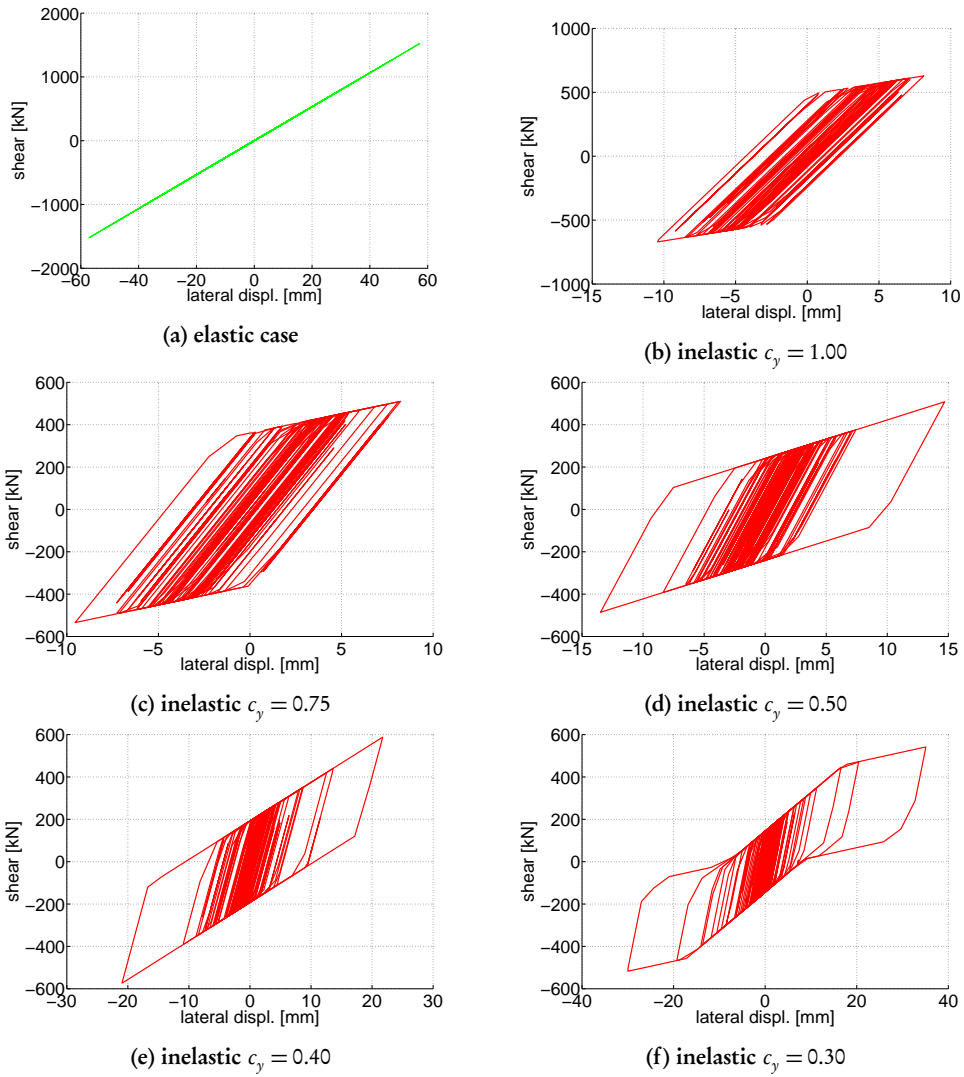 2000
1000
0
−1000
−2000
−60 −40 −20 0 20 40 60
shear [kN]
lateral displ. [mm]
(a) elastic case
1000
500
0
−500
−1000
−15 −10 −5 0 5 10
shear [kN]
lateral displ. [mm]
(b) inelastic c_y = 1.00
600
400
200
0
−200
−400
−600
−10 −5 0 5 10
shear [kN]
lateral displ. [mm]
(c) inelastic c_y = 0.75
600
400
200
0
−200
−400
−600
−15 −10 −5 0 5 10 15
shear [kN]
lateral displ. [mm]
(d) inelastic c_y = 0.50
600
400
200
0
−200
−400
−600
−30 −20 −10 0 10 20 30
shear [kN]
lateral displ. [mm]
(e) inelastic c_y = 0.40
600
400
200
0
−200
−400
−600
−40 −20 0 20 40
shear [kN]
lateral displ. [mm]
(f) inelastic c_y = 0.30